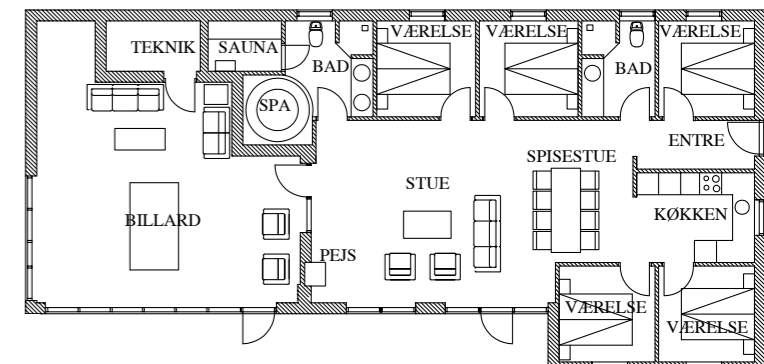 TEKNIK
SAUNA
BAD
VÆRELSE
VÆRELSE
BAD
VÆRELSE
SPA
ENTRE
SPISESTUE
STUE
KØKKEN
BILLARD
PEJS
VÆRELSE
VÆRELSE